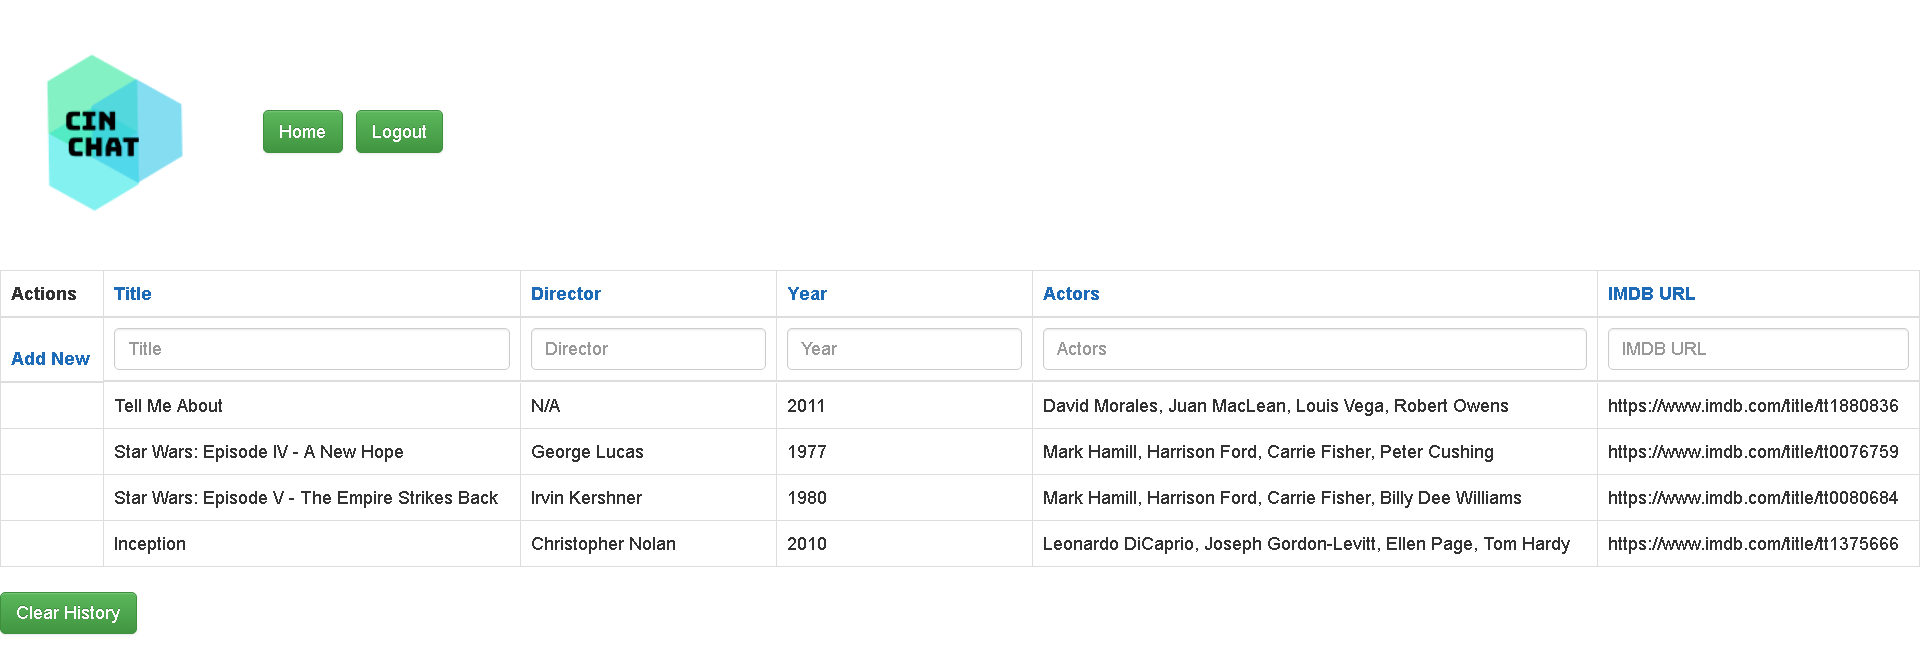 CIN
CHAT
Home Logout
Actions Title Director Year Actors IMDB URL
Add New Title Director Year Actors IMDB URL
Tell Me About N/A 2011 David Morales, Juan MacLean, Louis Vega, Robert Owens https://www.imdb.com/title/tt1880836
Star Wars: Episode IV - A New Hope George Lucas 1977 Mark Hamill, Harrison Ford, Carrie Fisher, Peter Cushing https://www.imdb.com/title/tt0076759
Star Wars: Episode V - The Empire Strikes Back Irvin Kershner 1980 Mark Hamill, Harrison Ford, Carrie Fisher, Billy Dee Williams https://www.imdb.com/title/tt0080684
Inception Christopher Nolan 2010 Leonardo DiCaprio, Joseph Gordon-Levitt, Ellen Page, Tom Hardy https://www.imdb.com/title/tt1375666
Clear History